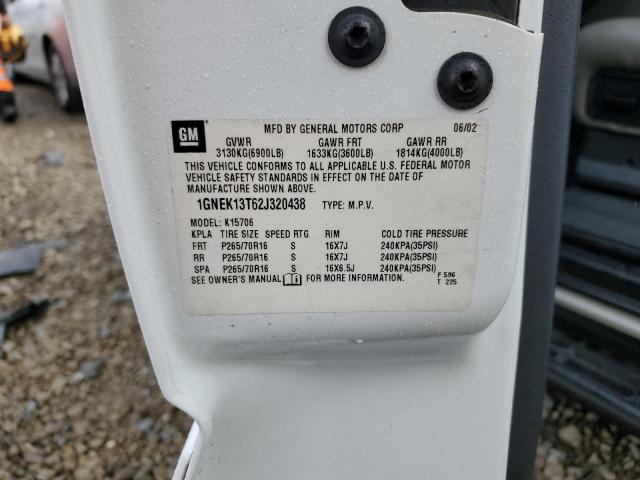 GM
MFD BY GENERAL MOTORS CORP 06/02
GVWR GAWR FRT GAWR RR
3130KG(6900LB) 1633KG(3600LB) 1814KG(4000LB)
THIS VEHICLE CONFORMS TO ALL APPLICABLE U.S. FEDERAL MOTOR
VEHICLE SAFETY STANDARDS IN EFFECT ON THE DATE OF
MANUFACTURE SHOWN ABOVE.
1GNEK13T62J320438 TYPE: M.P.V.
MODEL: K15706
KPLA TIRE SIZE SPEED RTG RIM COLD TIRE PRESSURE
FRT P265/70R16 S 16X7J 240KPA(35PSI)
RR P265/70R16 S 16X7J 240KPA(35PSI)
SPA P265/70R16 S 16X6.5J 240KPA(35PSI)
SEE OWNER'S MANUAL FOR MORE INFORMATION. F 596
T 225